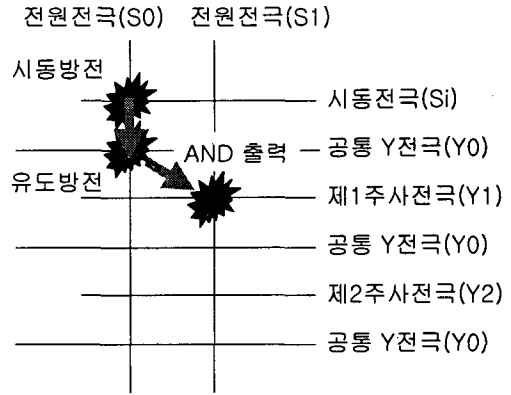 전원전극(S0) 전원전극(S1)
시동방전
시동전극(Si)
AND 출력
공통 Y전극(Y0)
유도방전
제1주사전극(Y1)
공통 Y전극(Y0)
제2주사전극(Y2)
공통 Y전극(Y0)